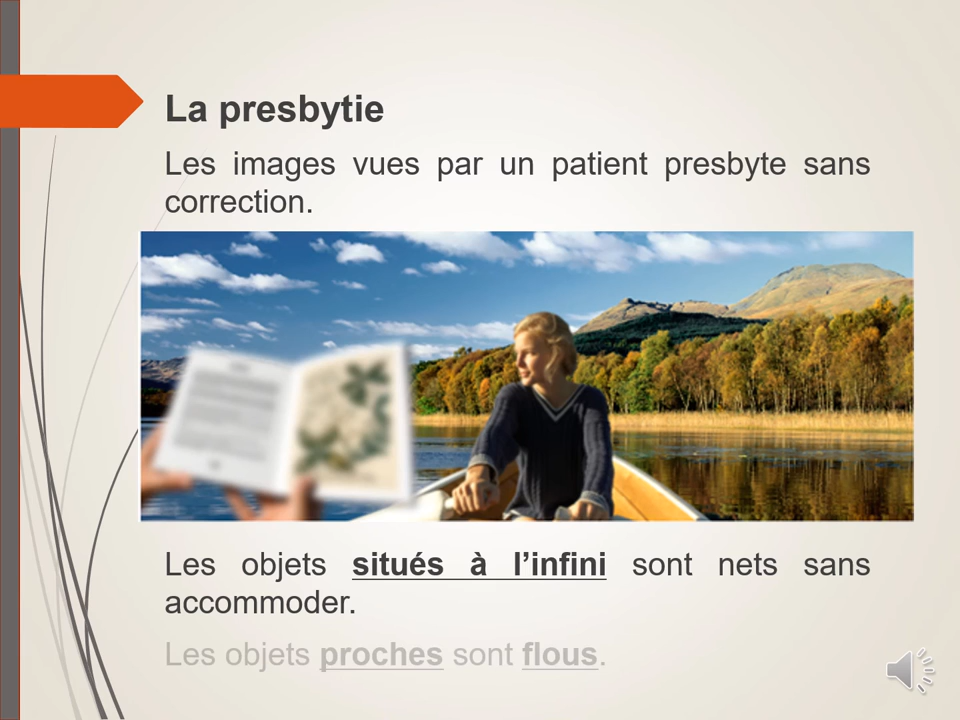 La presbytie
Les images vues par un patient presbyte sans
correction.
Les objets situés à l’infini sont nets sans
accommoder.
Les objets proches sont flous.